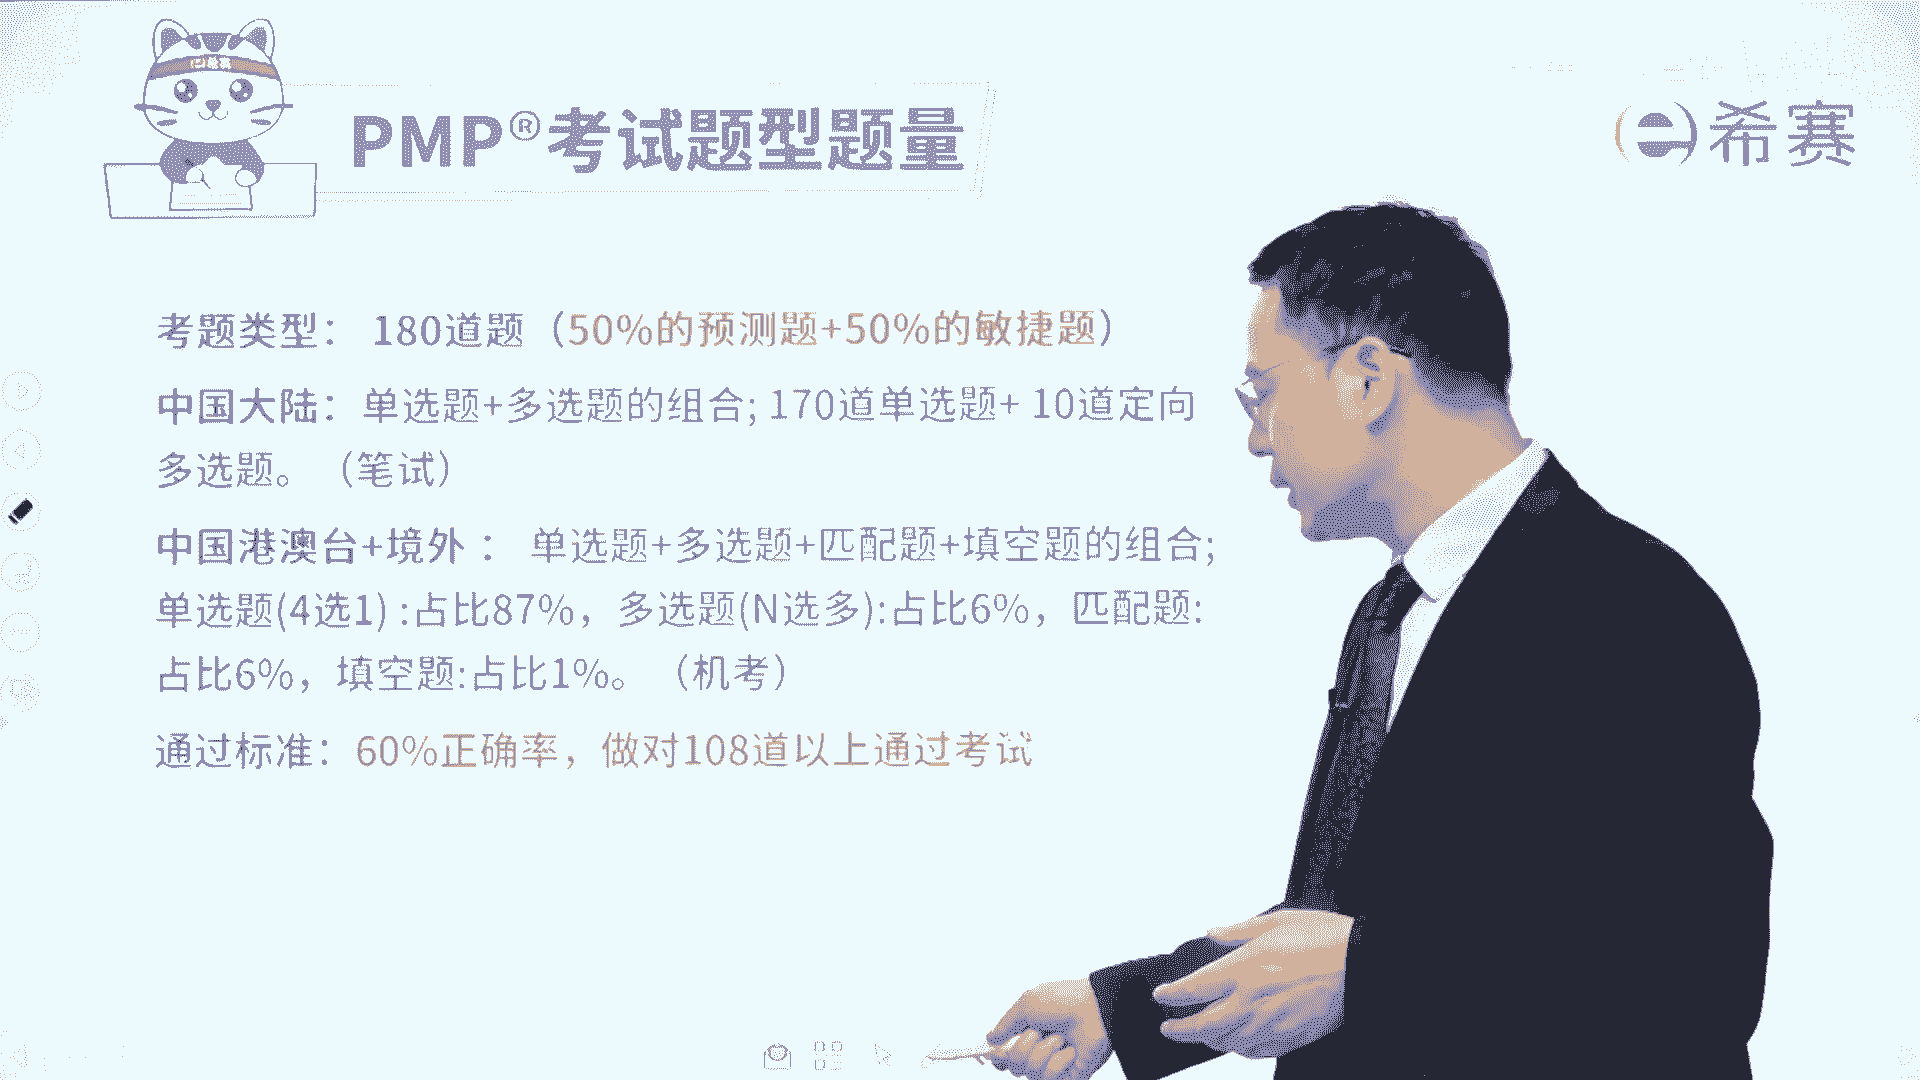 PMP®考试题型题量
希赛
考题类型： 180道题（50%的预测题+50%的敏捷题）
中国大陆：单选题+多选题的组合; 170道单选题+ 10道定向
多选题。（笔试）
中国港澳台+境外 ： 单选题+多选题+匹配题+填空题的组合;
单选题(4选1) :占比87%，多选题(N选多):占比6%，匹配题:
占比6%，填空题:占比1%。（机考）
通过标准：60%正确率，做对108道以上通过考试